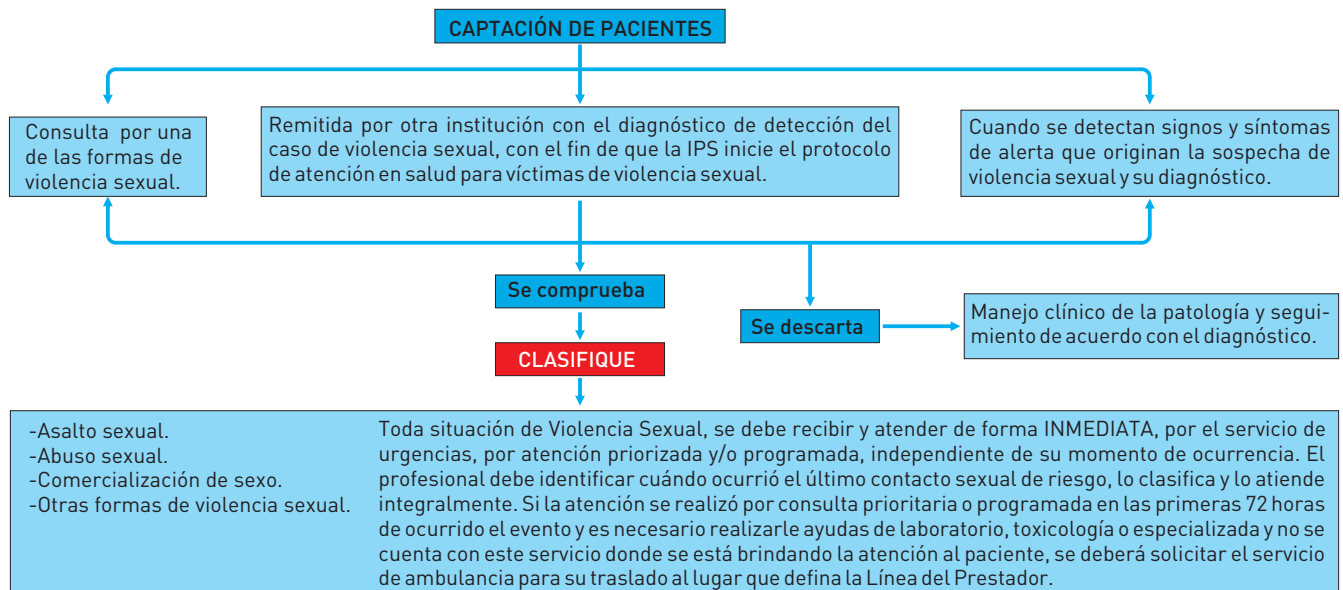 CAPTACIÓN DE PACIENTES
Consulta por una
de las formas de
violencia sexual.
Remitida por otra institución con el diagnóstico de detección del
caso de violencia sexual, con el fin de que la IPS inicie el protocolo
de atención en salud para víctimas de violencia sexual.
Cuando se detectan signos y síntomas
de alerta que originan la sospecha de
violencia sexual y su diagnóstico.
Se comprueba
Se descarta
Manejo clínico de la patología y segui-
miento de acuerdo con el diagnóstico.
CLASIFIQUE
-Asalto sexual.
-Abuso sexual.
-Comercialización de sexo.
-Otras formas de violencia sexual.
Toda situación de Violencia Sexual, se debe recibir y atender de forma INMEDIATA, por el servicio de
urgencias, por atención priorizada y/o programada, independiente de su momento de ocurrencia. El
profesional debe identificar cuándo ocurrió el último contacto sexual de riesgo, lo clasifica y lo atiende
integralmente. Si la atención se realizó por consulta prioritaria o programada en las primeras 72 horas
de ocurrido el evento y es necesario realizarle ayudas de laboratorio, toxicología o especializada y no se
cuenta con este servicio donde se está brindando la atención al paciente, se deberá solicitar el servicio
de ambulancia para su traslado al lugar que defina la Línea del Prestador.